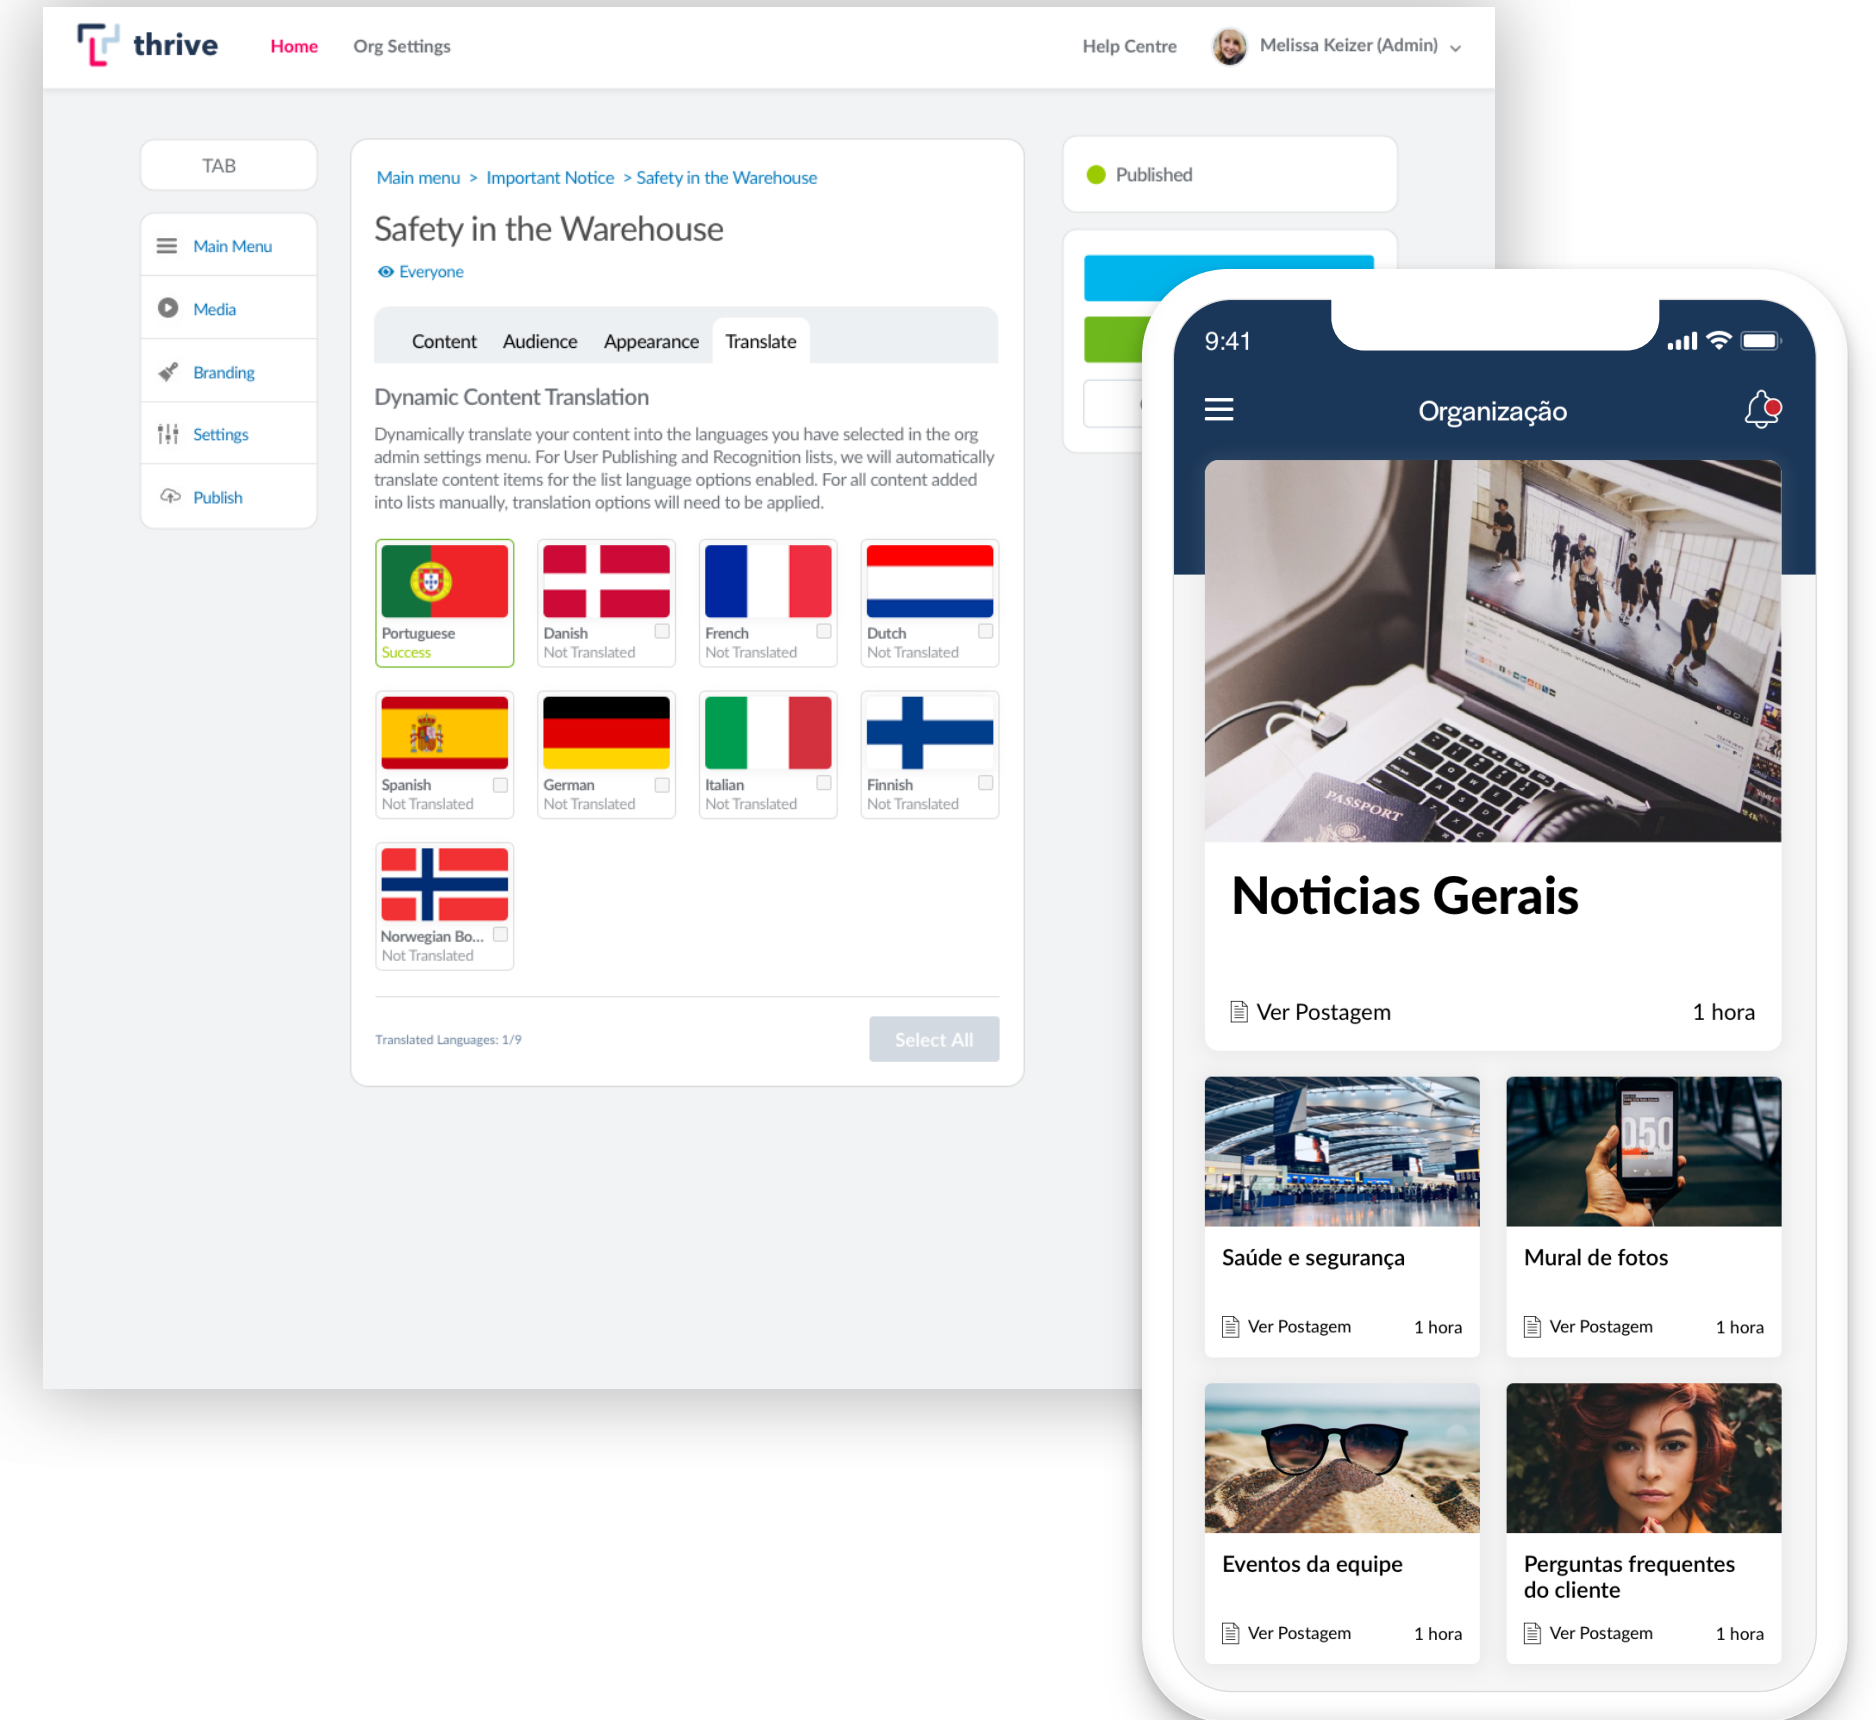 thrive
Home
Org Settings
Help Centre
Melissa Keizer (Admin)
TAB
Main Menu
Media
Branding
Settings
Publish
Main menu > Important Notice > Safety in the Warehouse
Safety in the Warehouse
Everyone
Content
Audience
Appearance
Translate
Dynamic Content Translation
Dynamically translate your content into the languages you have selected in the org
admin settings menu. For User Publishing and Recognition lists, we will automatically
translate content items for the list language options enabled. For all content added
into lists manually, translation options will need to be applied.
Portuguese
Success
Danish
Not Translated
French
Not Translated
Dutch
Not Translated
Spanish
Not Translated
German
Not Translated
Italian
Not Translated
Finnish
Not Translated
Norwegian Bo...
Not Translated
Translated Languages: 1/9
Select All
Published
9:41
Organização
PASSPORT
Noticias Gerais
Ver Postagem
1 hora
050
Saúde e segurança
Ver Postagem
1 hora
Mural de fotos
Ver Postagem
1 hora
Eventos da equipe
Ver Postagem
1 hora
Perguntas frequentes
do cliente
Ver Postagem
1 hora